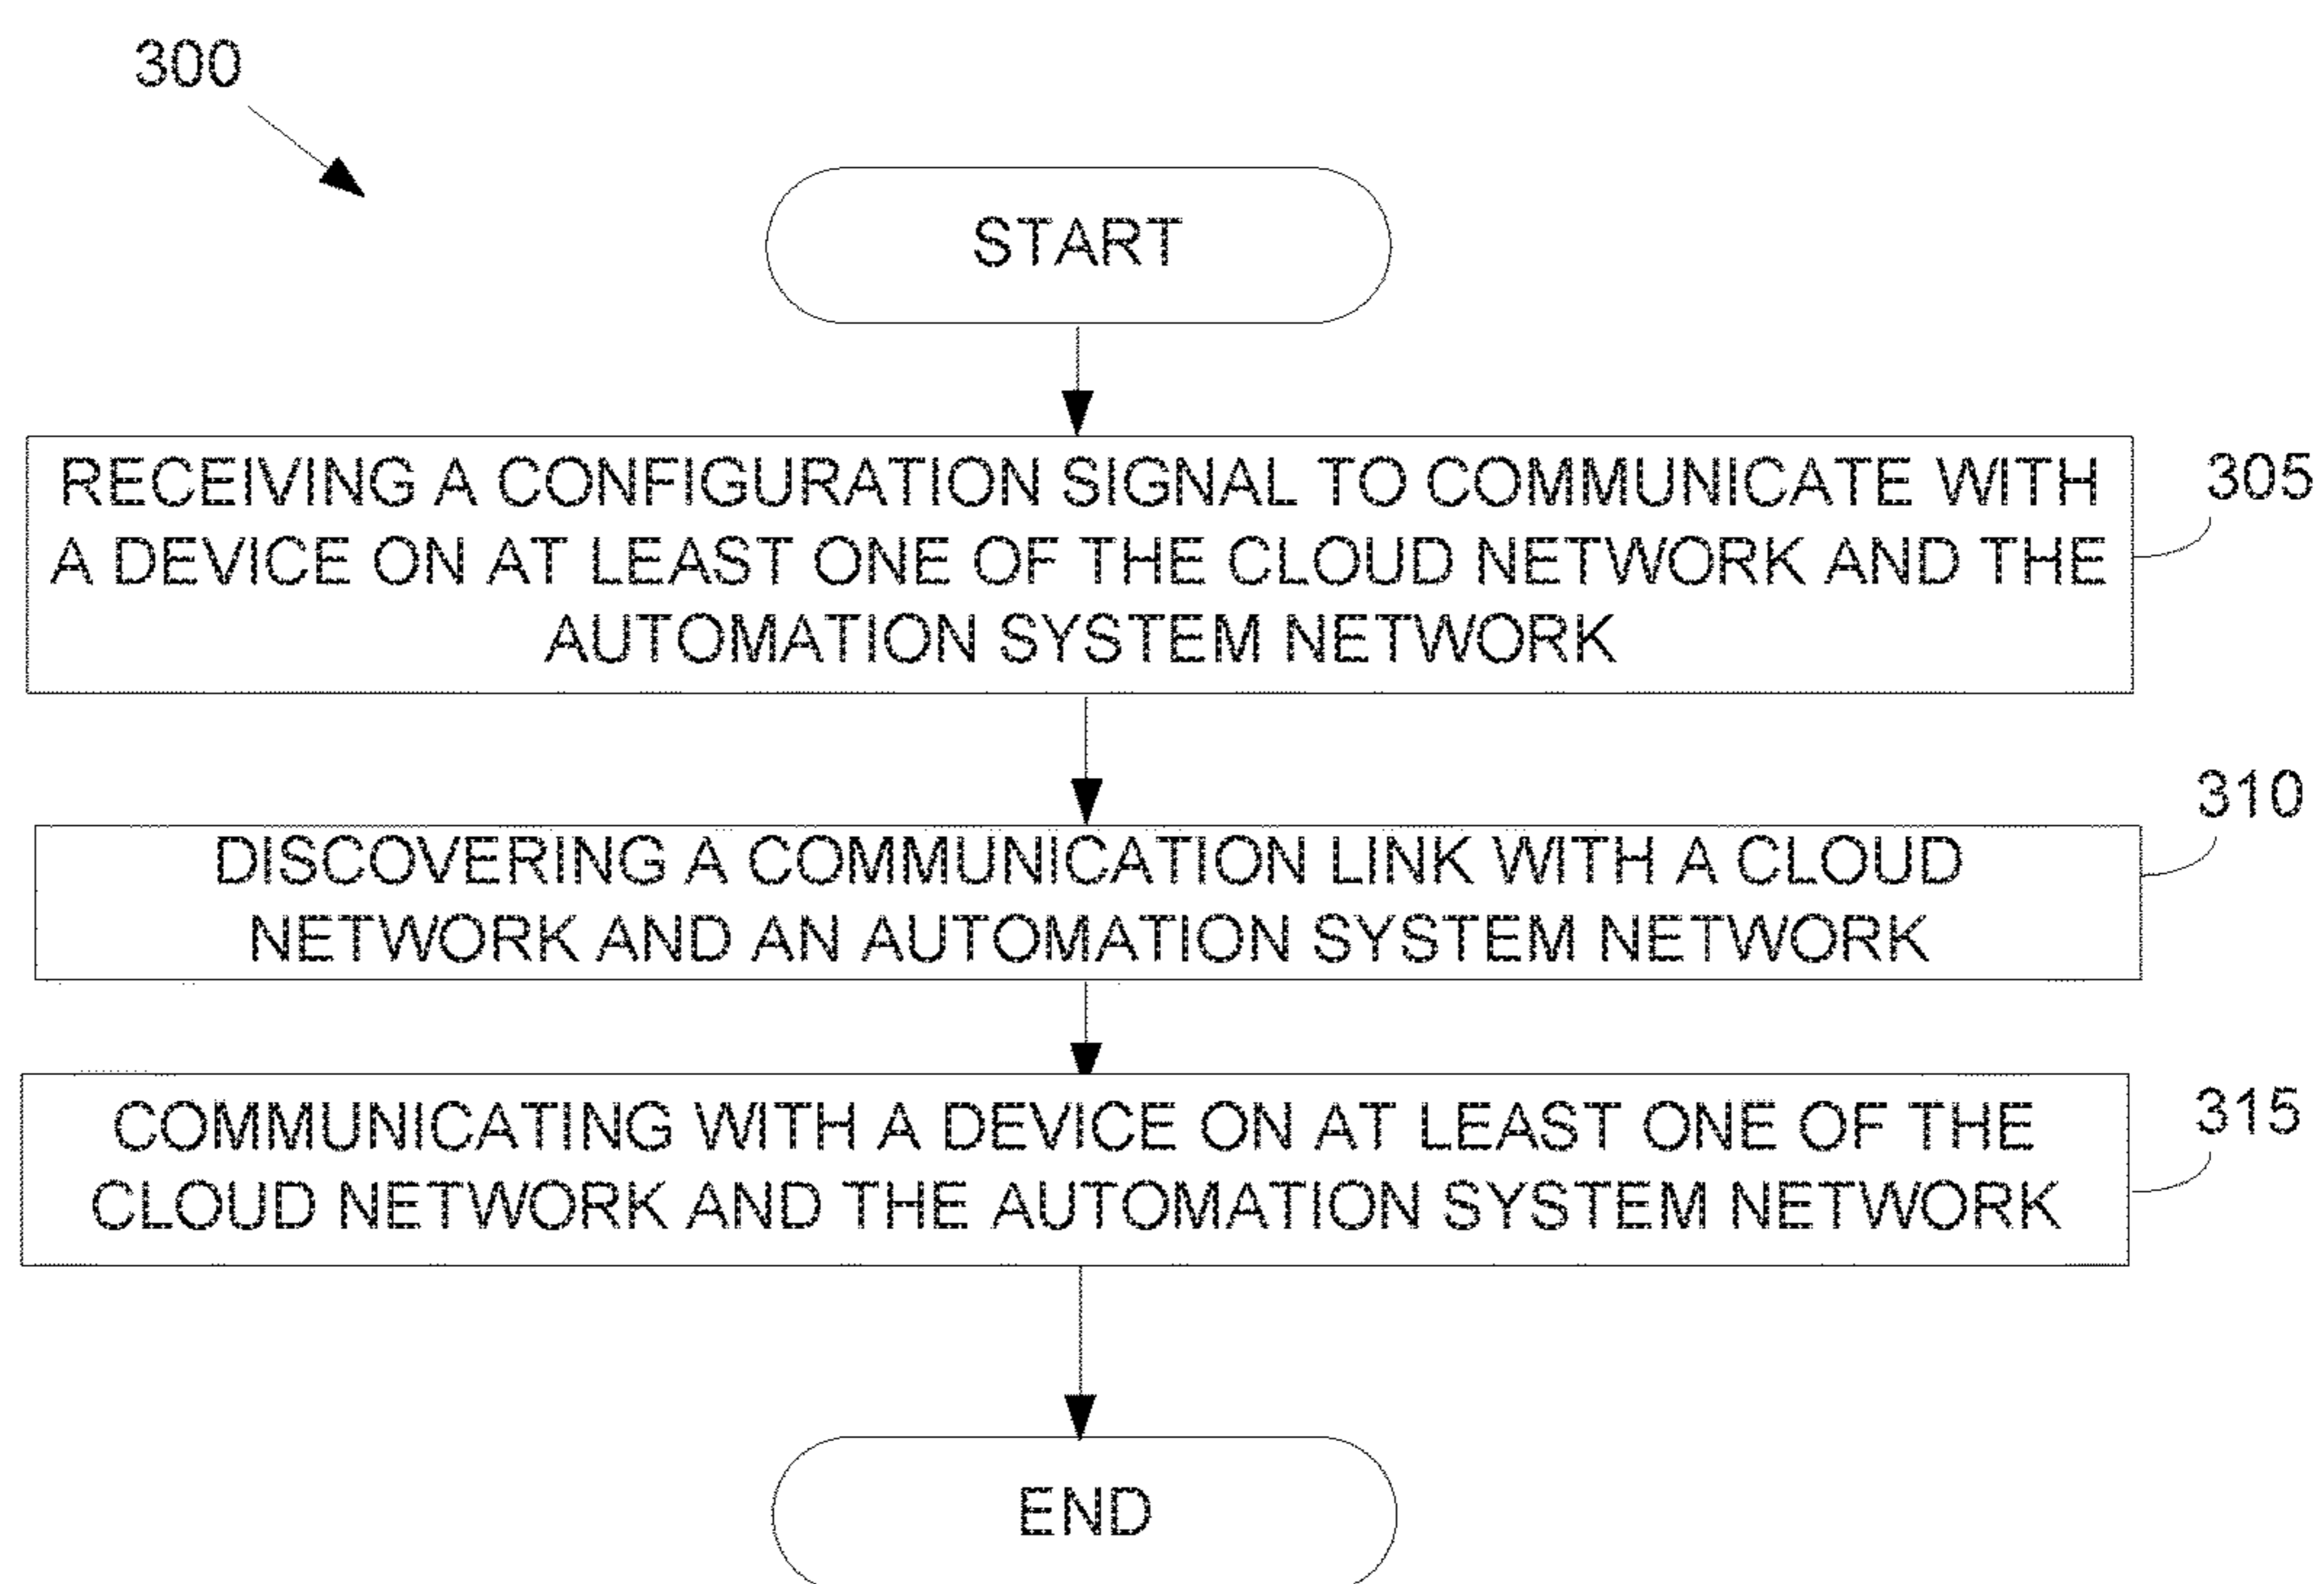 300
START
RECEIVING A CONFIGURATION SIGNAL TO COMMUNICATE WITH
A DEVICE ON AT LEAST ONE OF THE CLOUD NETWORK AND THE
AUTOMATION SYSTEM NETWORK
305
DISCOVERING A COMMUNICATION LINK WITH A CLOUD
NETWORK AND AN AUTOMATION SYSTEM NETWORK
310
COMMUNICATING WITH A DEVICE ON AT LEAST ONE OF THE
CLOUD NETWORK AND THE AUTOMATION SYSTEM NETWORK
315
END